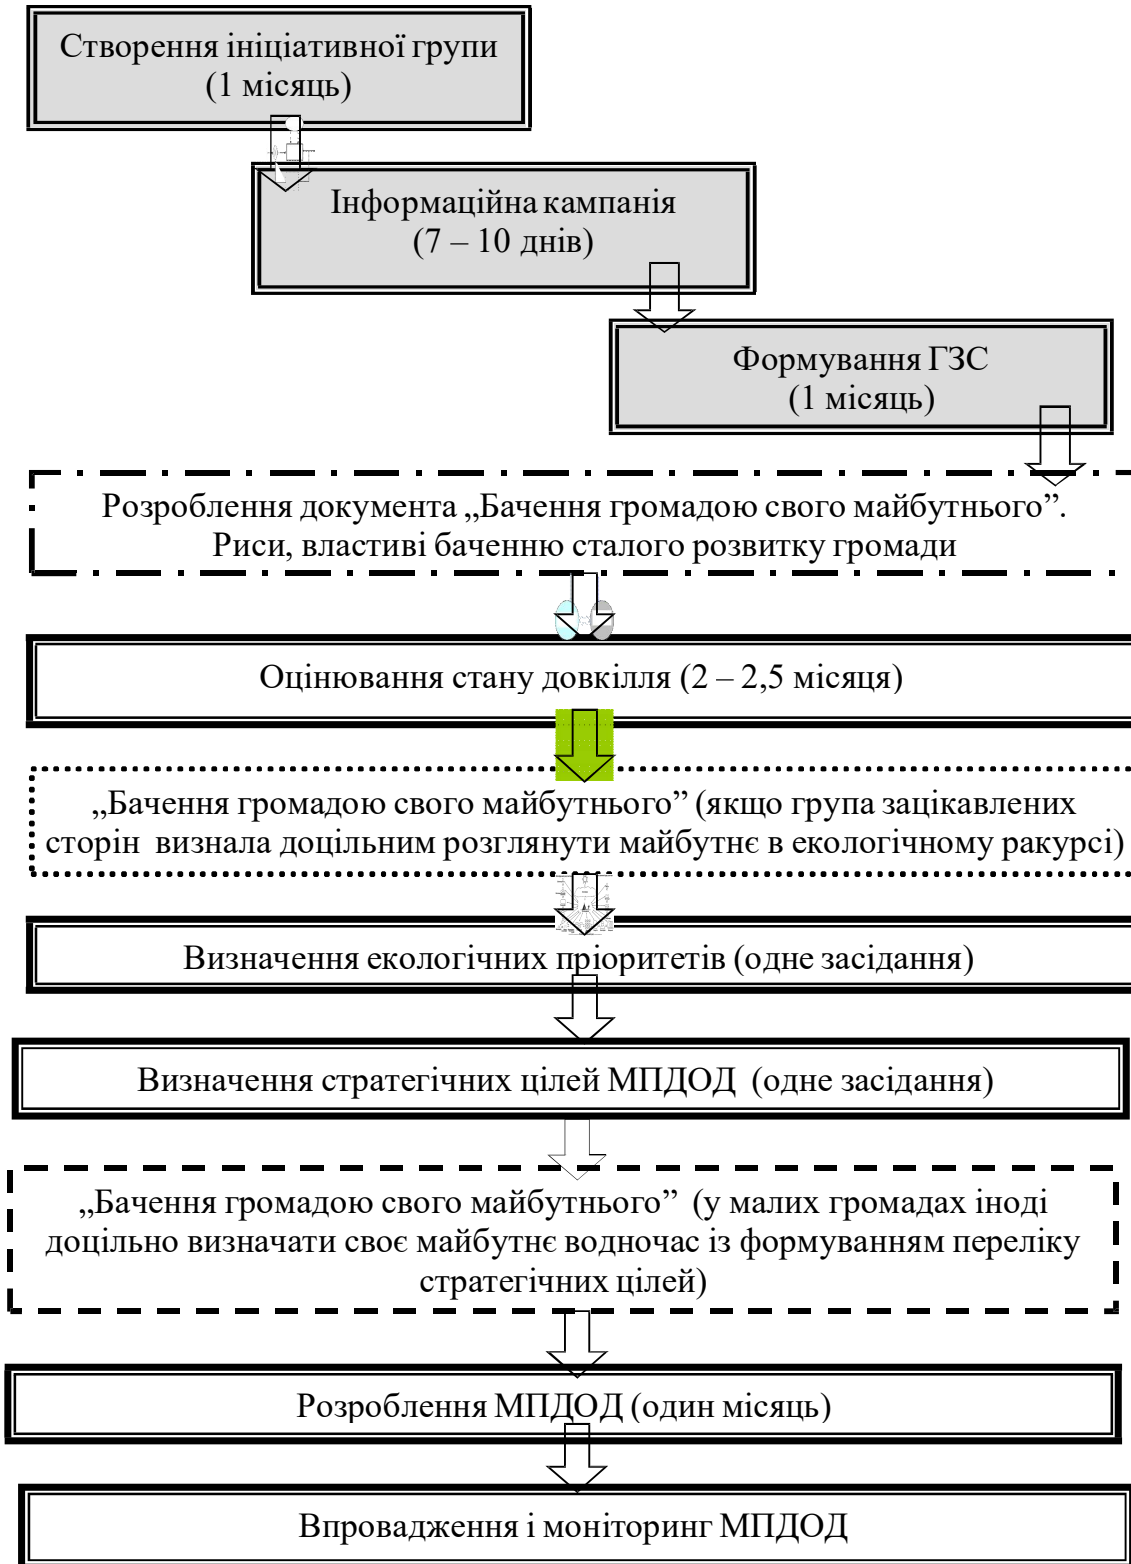 Створення ініціативної групи
(1 місяць)
Інформаційна кампанія
(7 – 10 днів)
Формування ГЗС
(1 місяць)
Розроблення документа „Бачення громадою свого майбутнього”.
Риси, властиві баченню сталого розвитку громади
Оцінювання стану довкілля (2 – 2,5 місяця)
„Бачення громадою свого майбутнього” (якщо група зацікавлених
сторін визнала доцільним розглянути майбутнє в екологічному ракурсі)
Визначення екологічних пріоритетів (одне засідання)
Визначення стратегічних цілей МПДОД (одне засідання)
„Бачення громадою свого майбутнього” (у малих громадах іноді
доцільно визначати своє майбутнє водночас із формуванням переліку
стратегічних цілей)
Розроблення МПДОД (один місяць)
Впровадження і моніторинг МПДОД